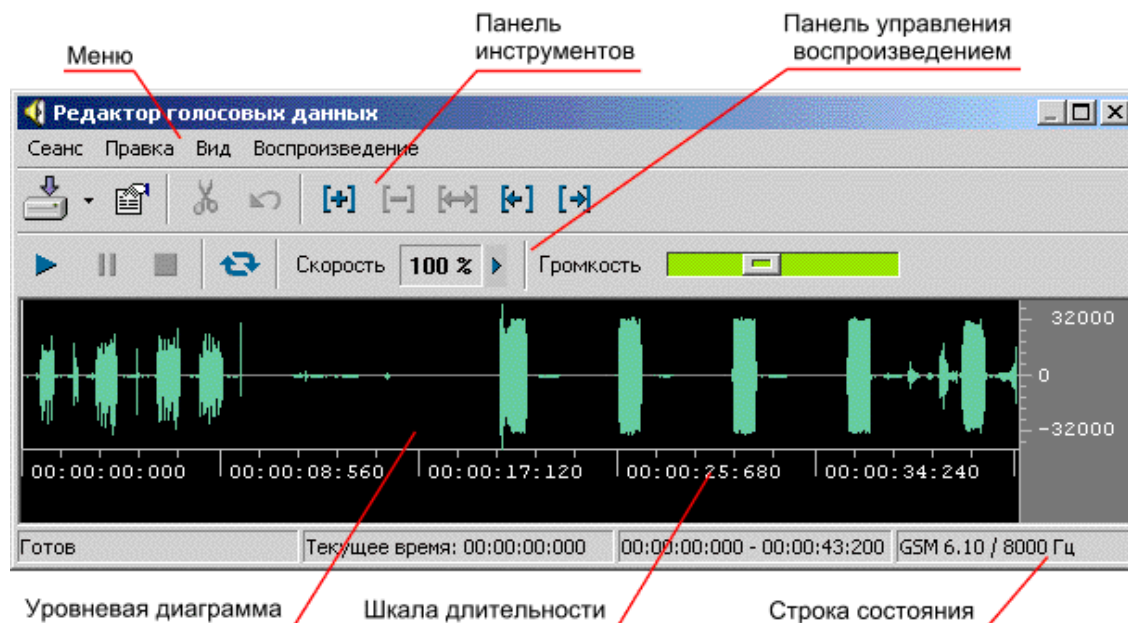 Панель
инструментов
Панель управления
воспроизведением
Меню
Редактор голосовых данных
Сеанс Правка Вид Воспроизведение
Скорость 100 % Громкость
32000
0
-32000
00:00:00:000 00:00:08:560 00:00:17:120 00:00:25:680 00:00:34:240
Готов Текущее время: 00:00:00:000 00:00:00:000 - 00:00:43:200 GSM 6.10 / 8000 Гц
Уровневая диаграмма Шкала длительности Строка состояния